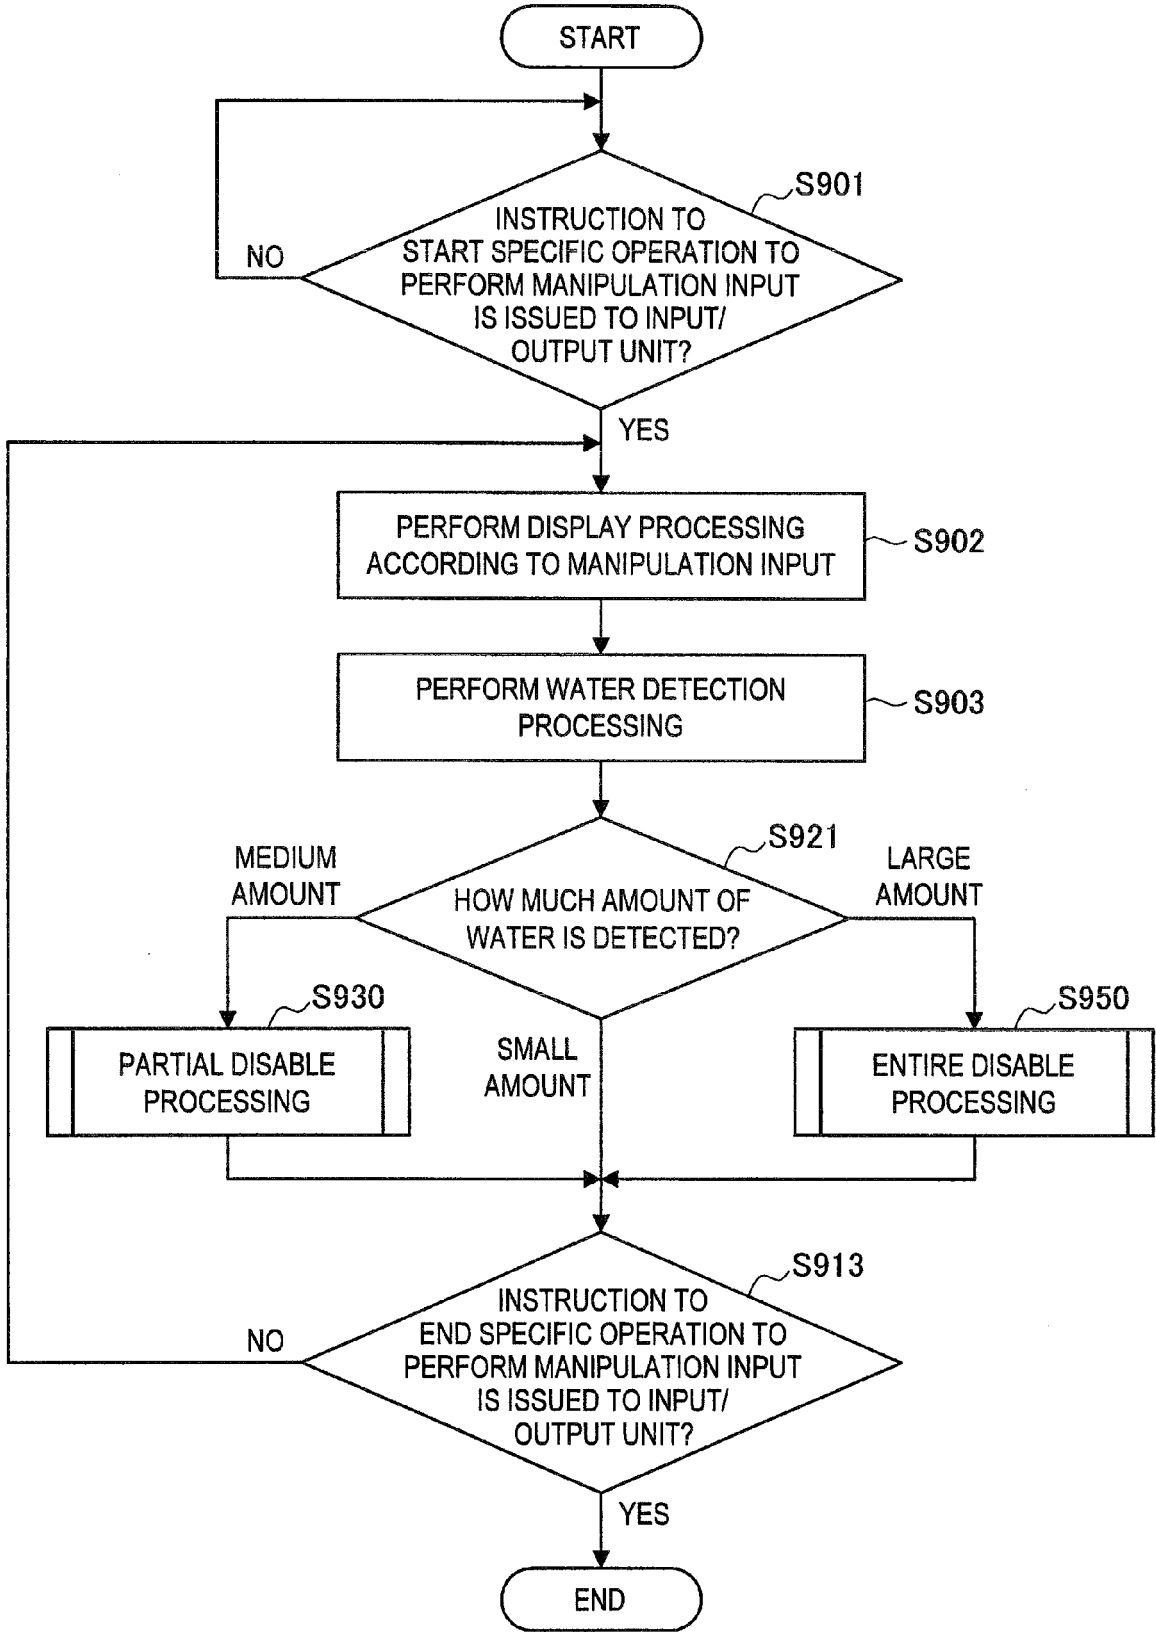 START
S901
INSTRUCTION TO
START SPECIFIC OPERATION TO
PERFORM MANIPULATION INPUT
IS ISSUED TO INPUT/
OUTPUT UNIT?
NO
YES
PERFORM DISPLAY PROCESSING
ACCORDING TO MANIPULATION INPUT
S902
PERFORM WATER DETECTION
PROCESSING
S903
S921
HOW MUCH AMOUNT OF
WATER IS DETECTED?
MEDIUM
AMOUNT
LARGE
AMOUNT
SMALL
AMOUNT
S930
PARTIAL DISABLE
PROCESSING
S950
ENTIRE DISABLE
PROCESSING
S913
INSTRUCTION TO
END SPECIFIC OPERATION TO
PERFORM MANIPULATION INPUT
IS ISSUED TO INPUT/
OUTPUT UNIT?
NO
YES
END